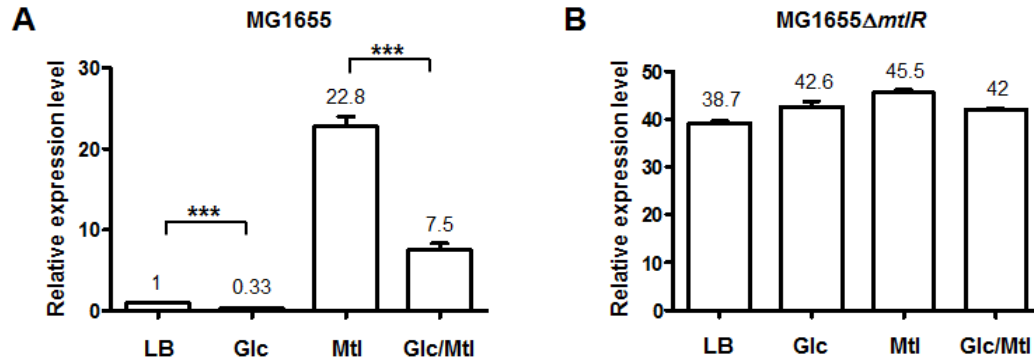 A
MG1655
Relative expression level
30
20
10
0
***
***
1
0.33
22.8
7.5
LB Glc Mtl Glc/Mtl
B
MG1655ΔmtlR
Relative expression level
50
40
30
20
10
0
38.7
42.6
45.5
42
LB Glc Mtl Glc/Mtl